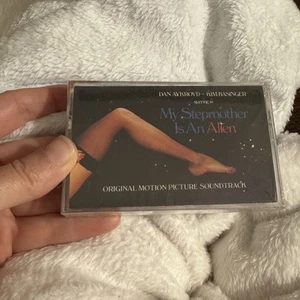 DAN AYKROYD - KIM BASINGER
My Stepmother
Is An Alien
ORIGINAL MOTION PICTURE SOUNDTRACK